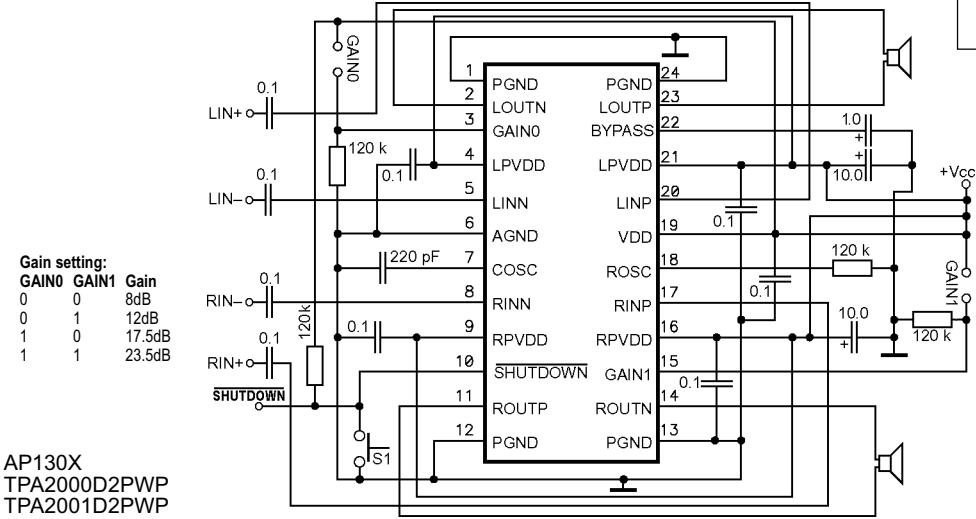 GAIN0
0.1
LIN+
120 k
0.1
0.1
LIN–
220 pF
0.1
RIN–
120k
0.1
0.1
RIN+
SHUTDOWN
S1
1 PGND
2 LOUTN
3 GAIN0
4 LPVDD
5 LINN
6 AGND
7 COSC
8 RINN
9 RPVDD
10 SHUTDOWN
11 ROUTP
12 PGND
PGND 24
LOUTP 23
BYPASS 22
LPVDD 21
LINP 20
VDD 19
ROSC 18
RINP 17
RPVDD 16
GAIN1 15
ROUTN 14
PGND 13
1.0
+
+
10.0
+Vcc
0.1
120 k
0.1
GAIN1
10.0
+
120 k
0.1
Gain setting:
GAIN0 GAIN1 Gain
0 0 8dB
0 1 12dB
1 0 17.5dB
1 1 23.5dB
AP130X
TPA2000D2PWP
TPA2001D2PWP